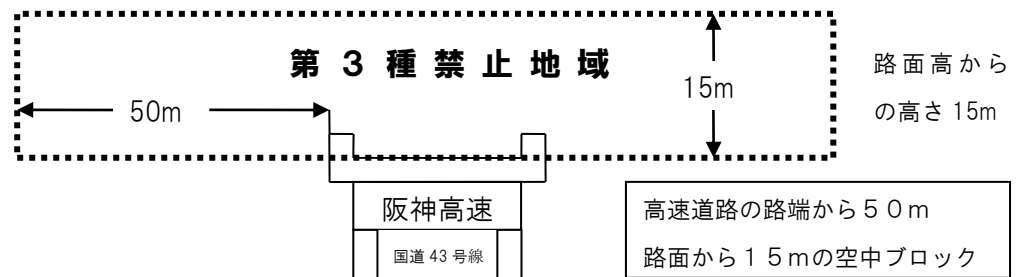 第３種禁止地域
50m
15m
路面高から
の高さ 15m
阪神高速
国道 43 号線
高速道路の路端から５０ｍ
路面から１５ｍの空中ブロック